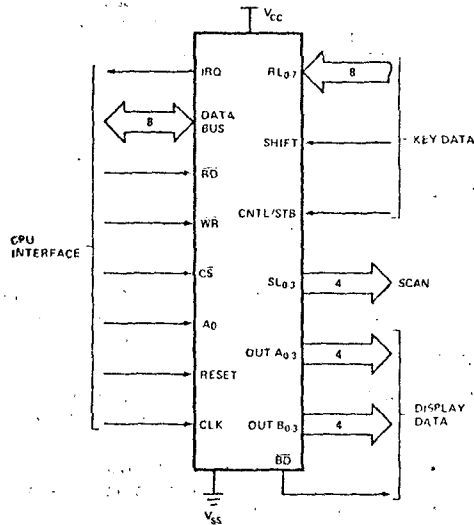 VCC
IRQ
RL0-7
8
DATA
BUS
8
SHIFT
KEY DATA
RD
CNTL/STB
WR
CPU
INTERFACE
CS
SL0-3
4
SCAN
A0
OUT A0-3
4
RESET
DISPLAY
DATA
CLK
OUT B0-3
4
BD
VSS